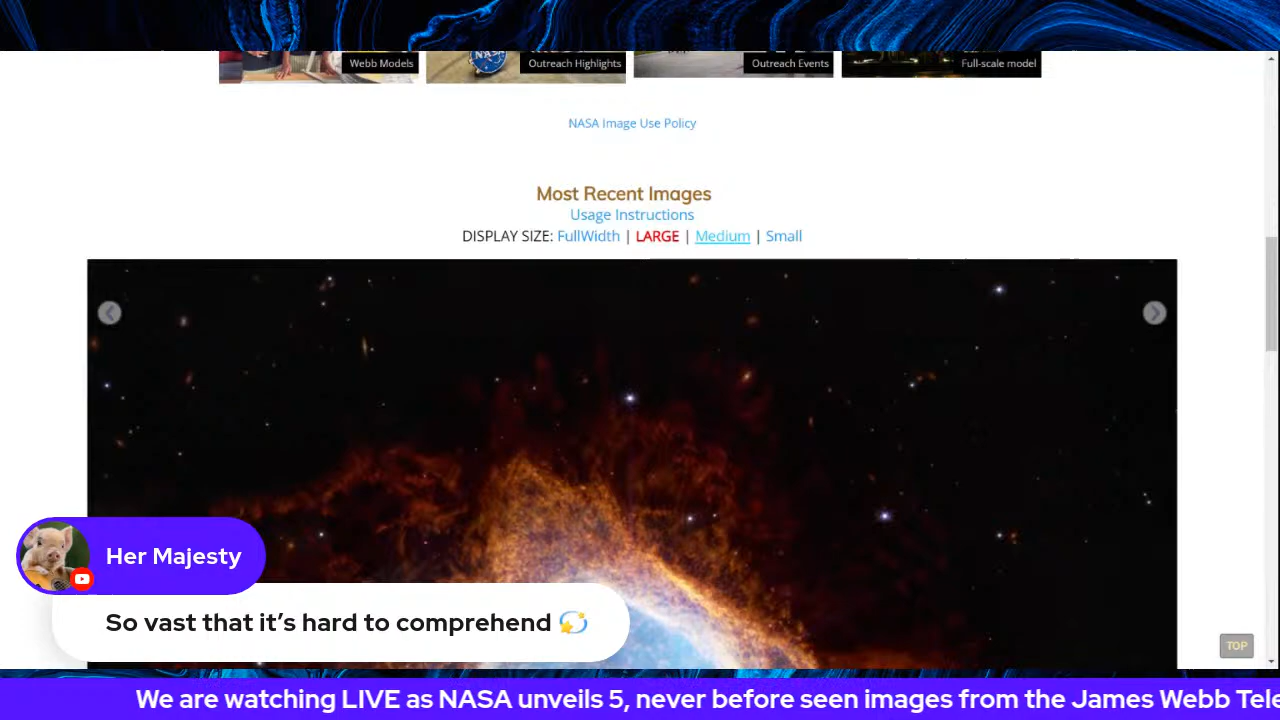 Webb Models
Outreach Highlights
Outreach Events
Full-scale model
NASA
NASA Image Use Policy
Most Recent Images
Usage Instructions
DISPLAY SIZE: FullWidth | LARGE | Medium | Small
Her Majesty
So vast that it’s hard to comprehend 💫
TOP
We are watching LIVE as NASA unveils 5, never before seen images from the James Webb Tele